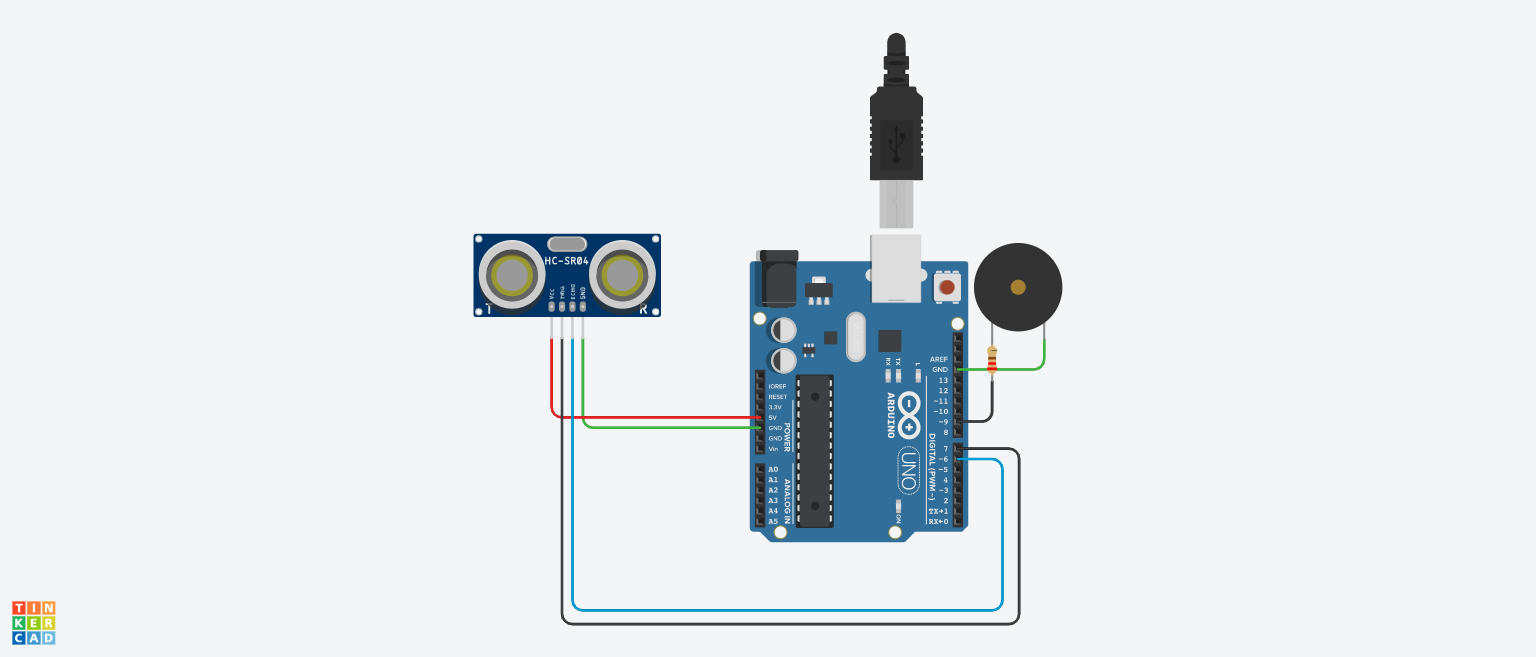 HC-SR04
VCC
TRIG
ECHO
GND
T
R
IOREF
RESET
3.3V
5V
GND
GND
Vin
POWER
A0
A1
A2
A3
A4
A5
ANALOG IN
RX
TX
L
ARDUINO
UNO
ON
AREF
GND
13
12
~11
~10
~9
8
7
~6
~5
4
~3
2
TX→1
RX←0
DIGITAL (PWM~)
TIN
KER
CAD